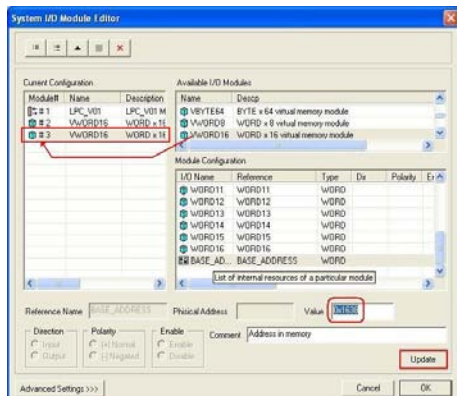 System I/O Module Editor
Current Configuration
Available I/O Modules
Module# Name Description
# 1 LPC_V01 LPC_V01 M
# 2 VWORD16 WORD x 16
# 3 VWORD16 WORD x 16
Name Descp
VBYTE64 BYTE x 64 virtual memory module
VWORD8 WORD x 8 virtual memory module
VWORD16 WORD x 16 virtual memory module
Module Configuration
I/O Name Reference Type Dir Polarity
WORD11 WORD11 WORD
WORD12 WORD12 WORD
WORD13 WORD13 WORD
WORD14 WORD14 WORD
WORD15 WORD15 WORD
WORD16 WORD16 WORD
BASE_AD... BASE_ADDRESS WORD
List of internal resources of a particular module
Reference Name BASE_ADDRESS Phisical Address Value
Direction Polarity Enable Comment Address in memory
Input (+) Normal Enable
Output (-) Negated Disable
Update
Advanced Settings >>> Cancel OK